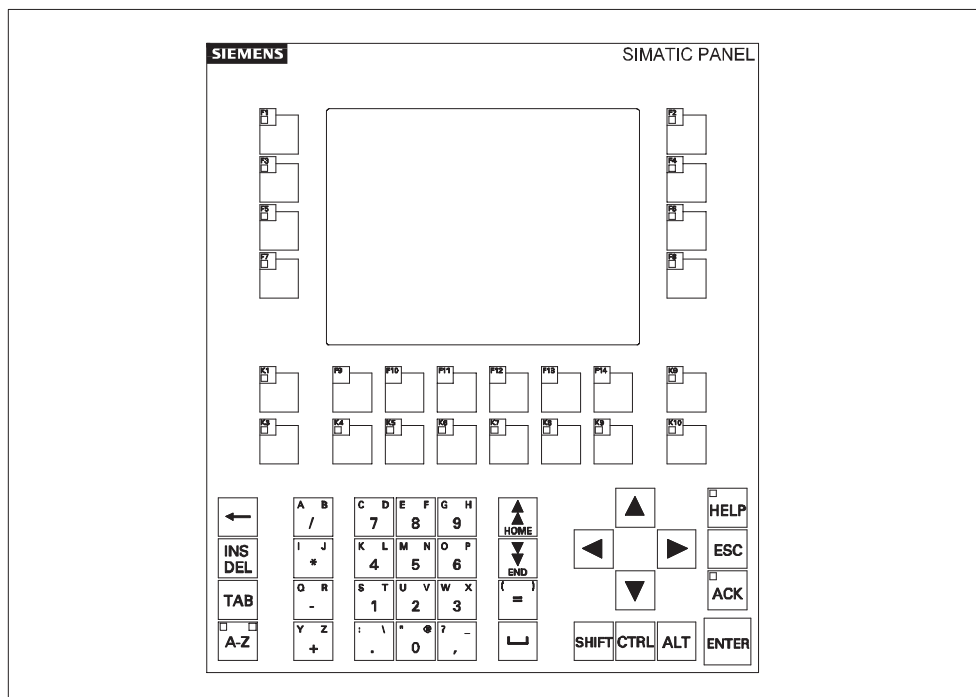 SIEMENS SIMATIC PANEL
F1 F2
F3 F4
F5 F6
F7 F8
K1 F9 F10 F11 F12 F13 F14 K2
K3 K4 K5 K6 K7 K8 K9 K10
A B C D E F G H
← / 7 8 9 HOME HELP
I J K L M N O P
INS DEL * 4 5 6 END ESC
Q R S T U V W X ( )
TAB - 1 2 3 = ACK
Y Z : \ " @ ? _
A-Z + . 0 , SHIFT CTRL ALT ENTER